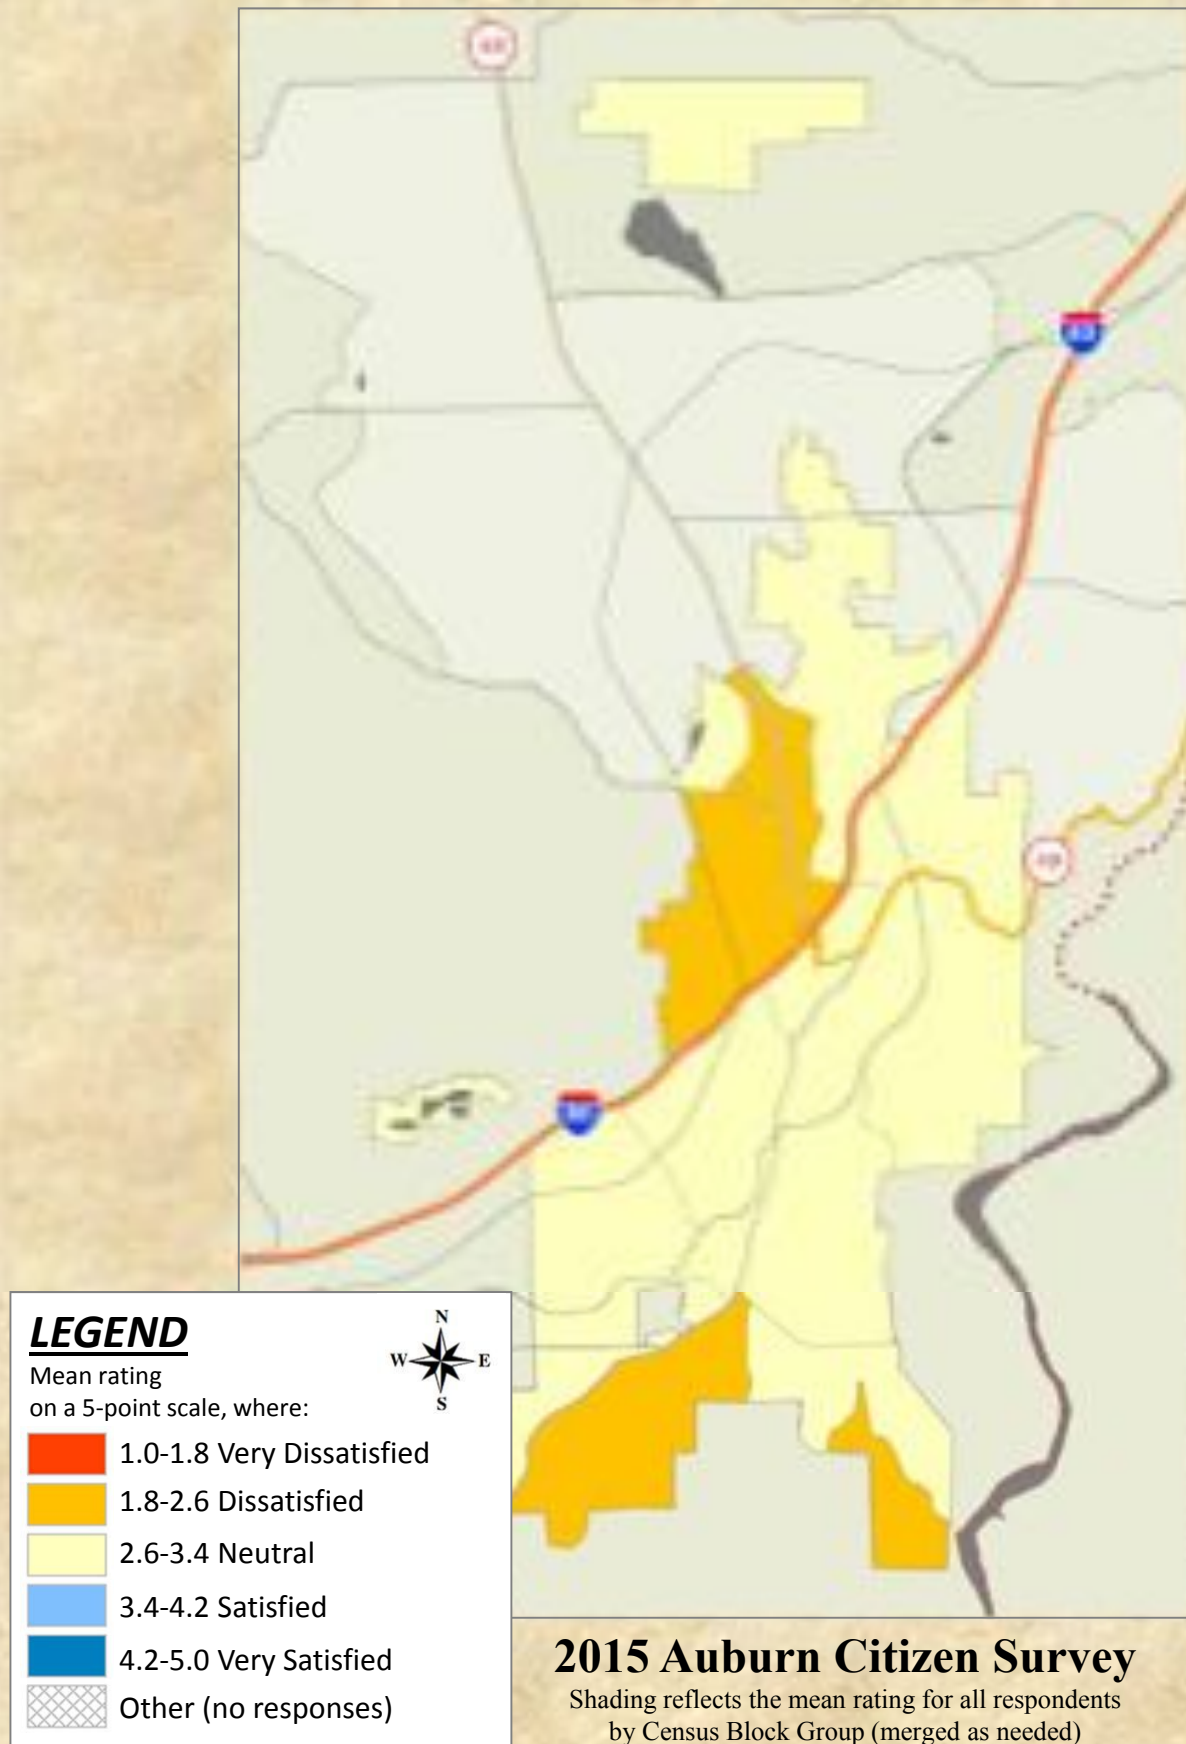 LEGEND
Mean rating
on a 5-point scale, where:
N
W
E
S
1.0-1.8 Very Dissatisfied
1.8-2.6 Dissatisfied
2.6-3.4 Neutral
3.4-4.2 Satisfied
4.2-5.0 Very Satisfied
Other (no responses)
2015 Auburn Citizen Survey
Shading reflects the mean rating for all respondents
by Census Block Group (merged as needed)